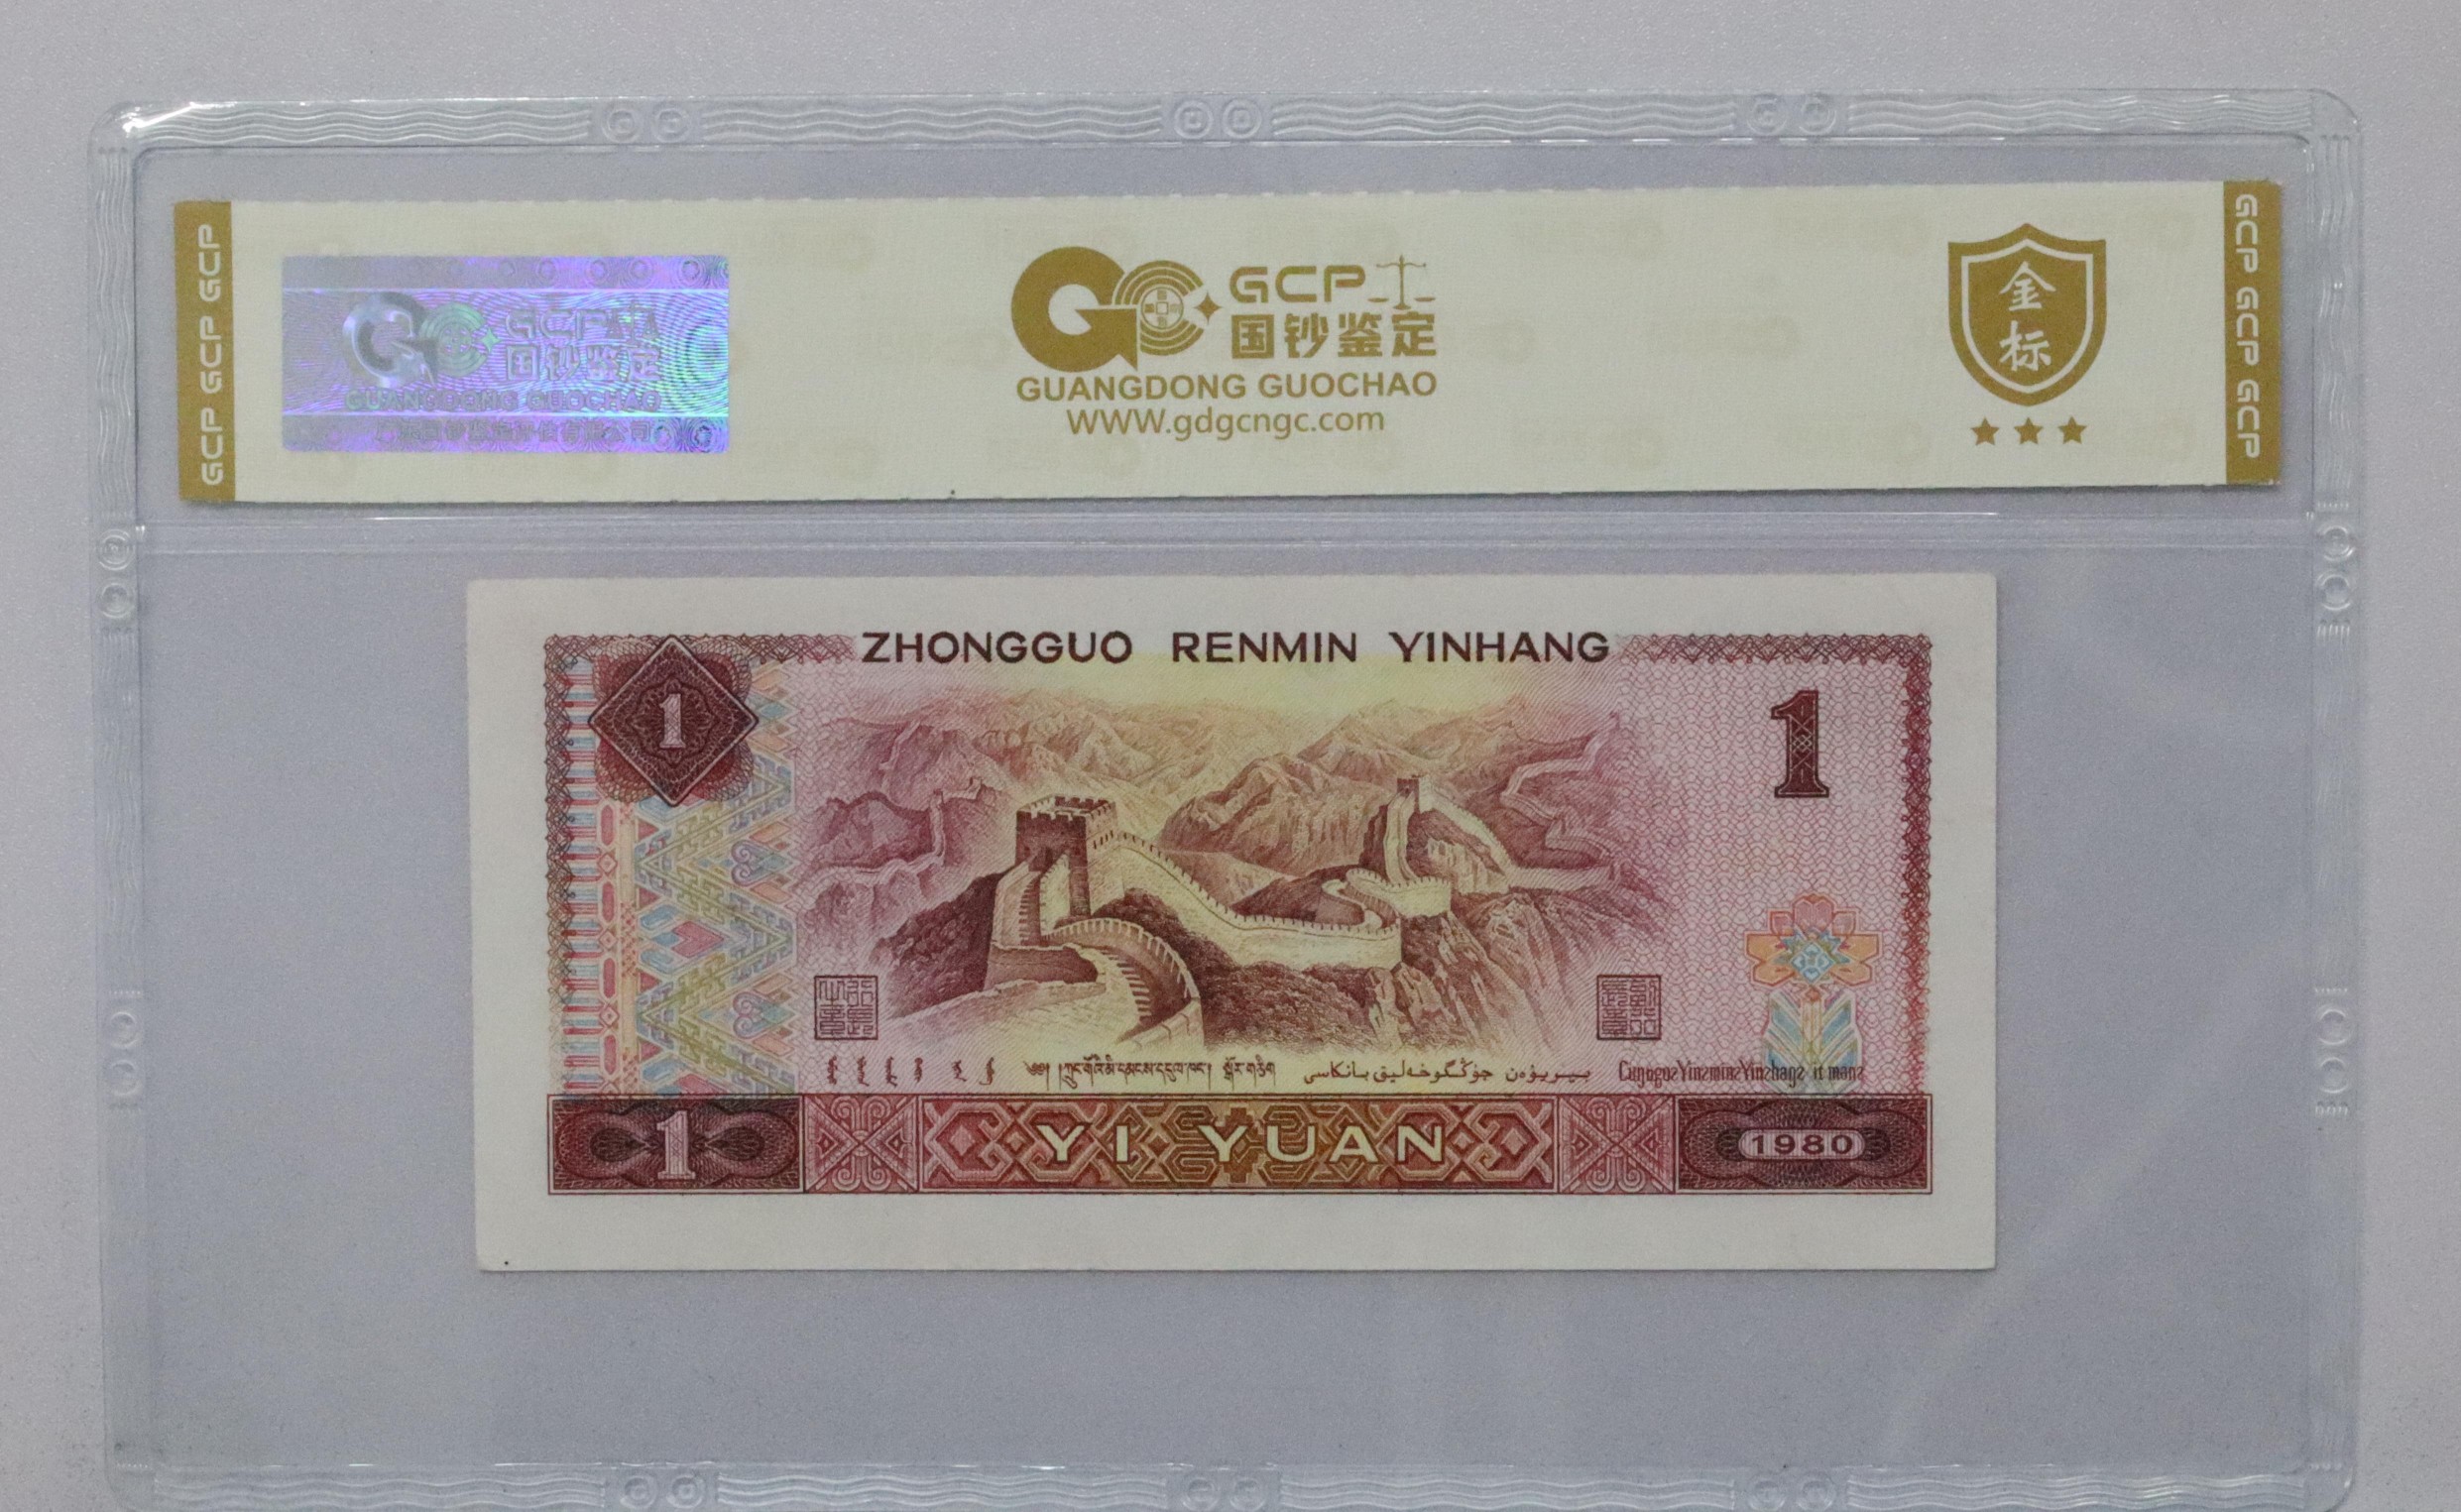 GCP GCP GCP
GCP
国钞鉴定
GUANGDONG GUOCHAO
GCP
国钞鉴定
GUANGDONG GUOCHAO
WWW.gdgcngc.com
金
标
GCP GCP GCP
ZHONGGUO RENMIN YINHANG
1
1
1
YI YUAN
1980